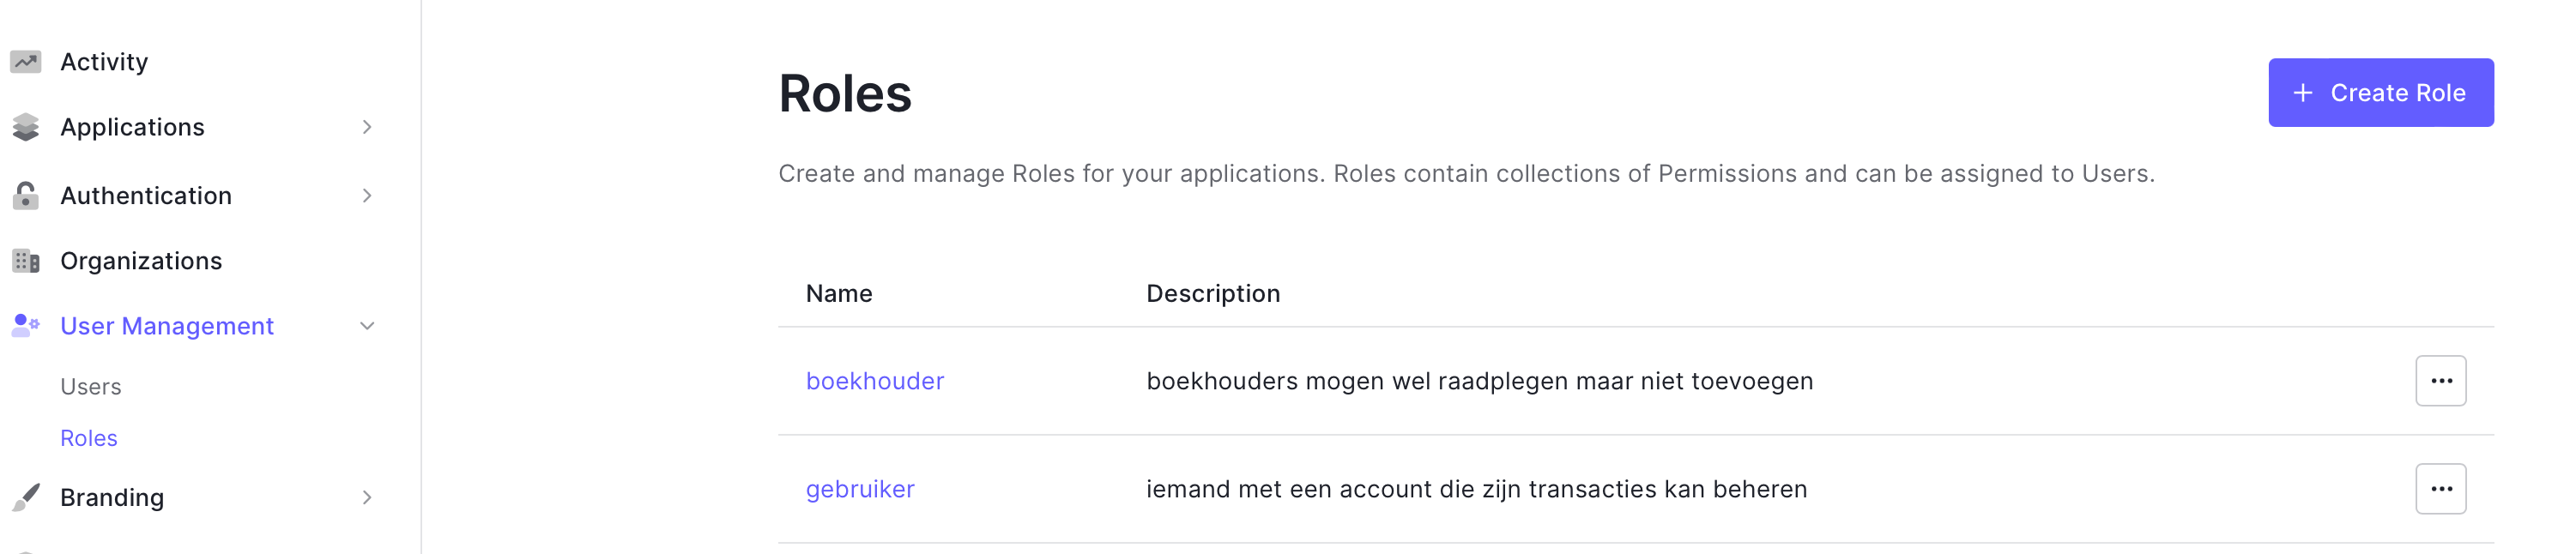 Activity
Applications
Authentication
Organizations
User Management
Users
Roles
Branding
Roles
+ Create Role
Create and manage Roles for your applications. Roles contain collections of Permissions and can be assigned to Users.
Name Description
boekhouder boekhouders mogen wel raadplegen maar niet toevoegen
gebruiker iemand met een account die zijn transacties kan beheren